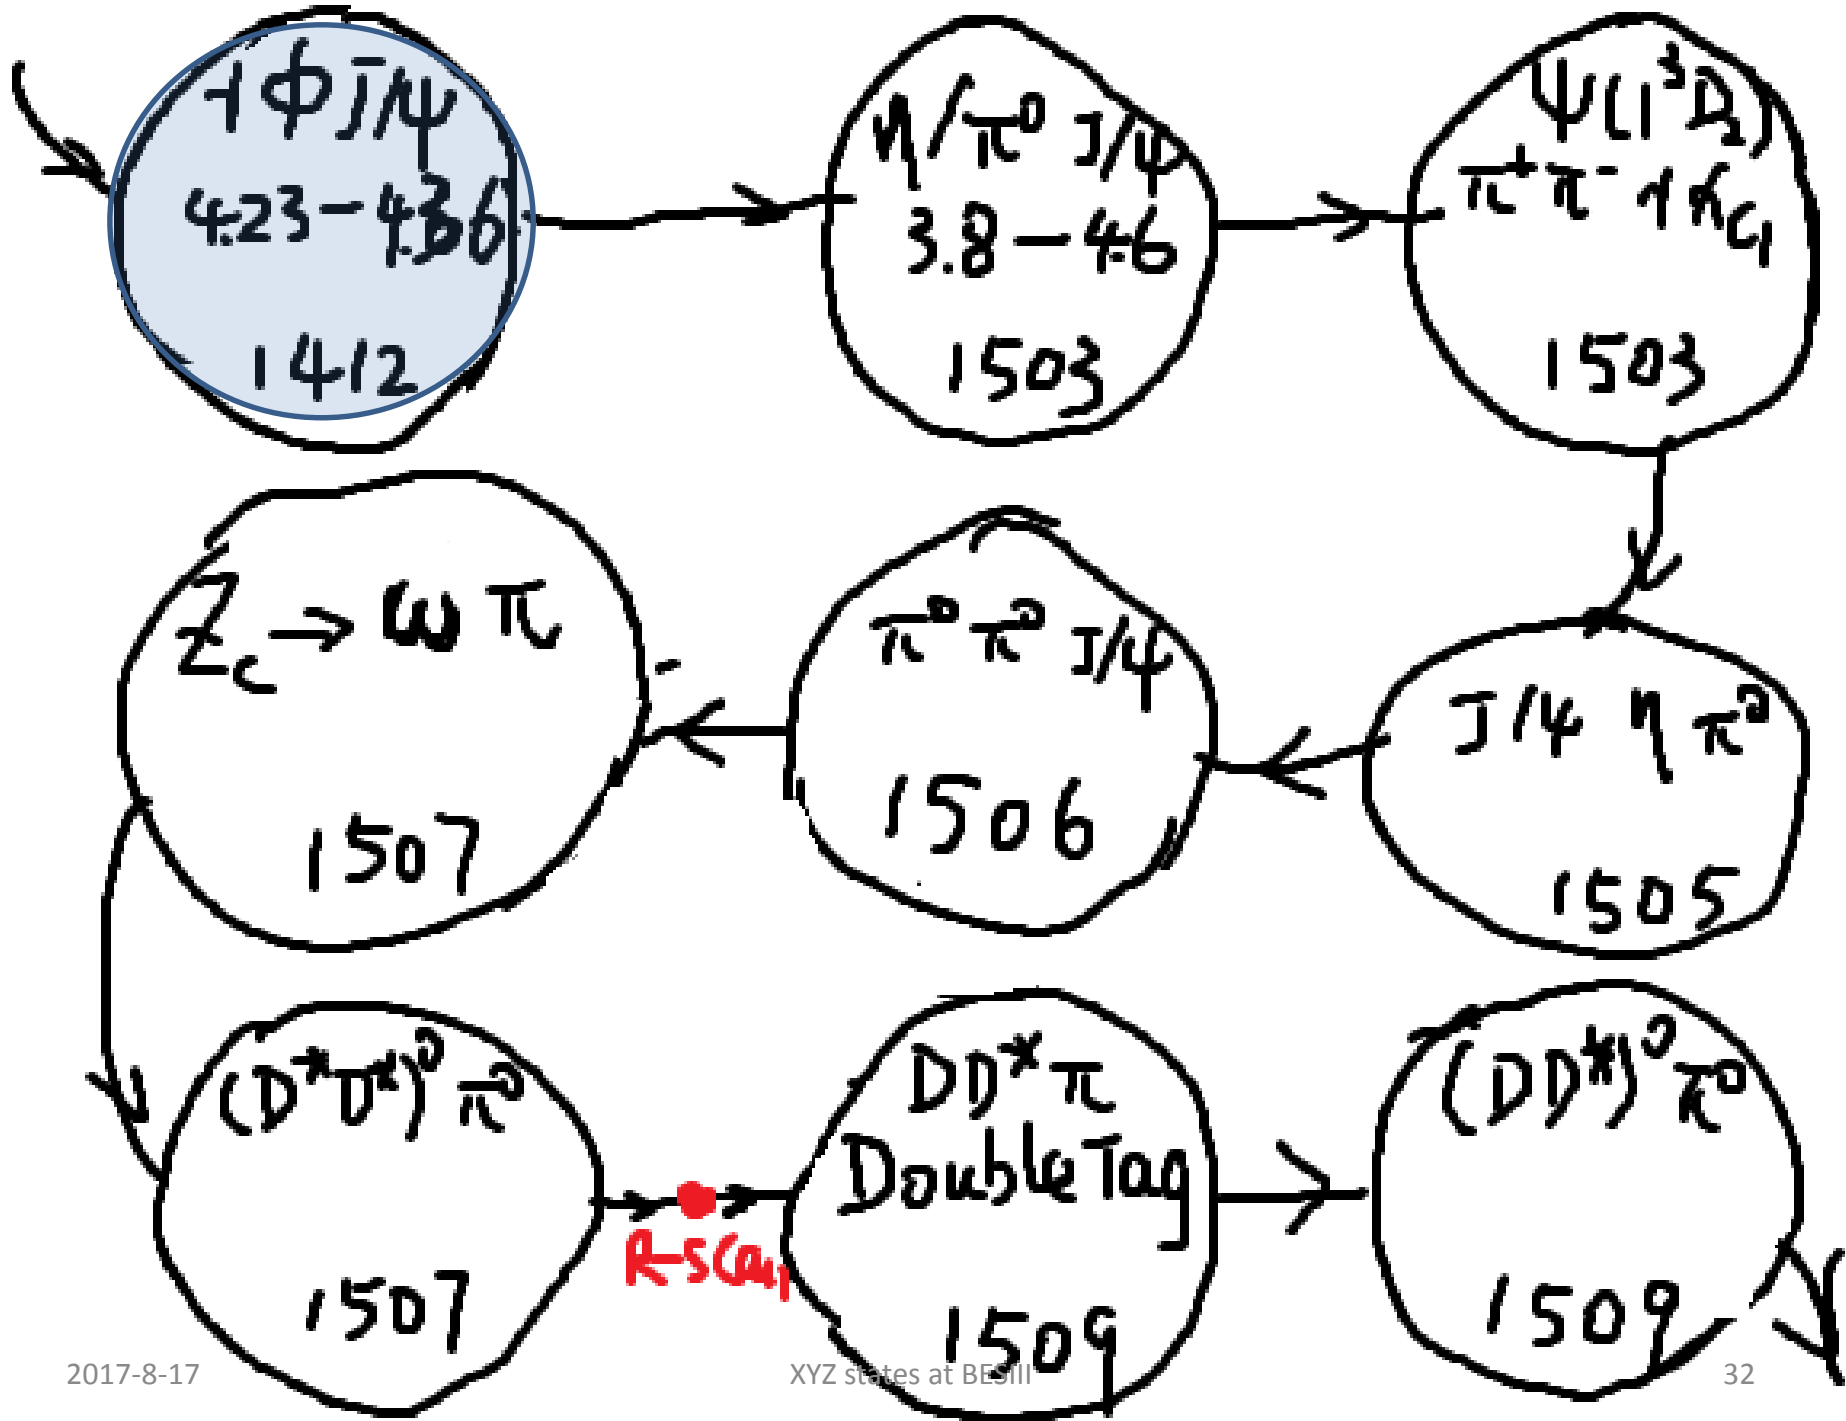 γφJ/ψ
4.23-4.36
1412
η/π⁰ J/ψ
3.8-4.6
1503
ψ(1³D₂)
π⁺π⁻γχc1
1503
J/ψ η π⁰
1505
π⁰π⁰J/ψ
1506
Zc→ωπ
1507
(D*D*)⁰π⁰
1507
R-scan
DD*π
Double Tag
1509
(DD*)⁰π⁰
1509
2017-8-17
XYZ states at BESIII
32